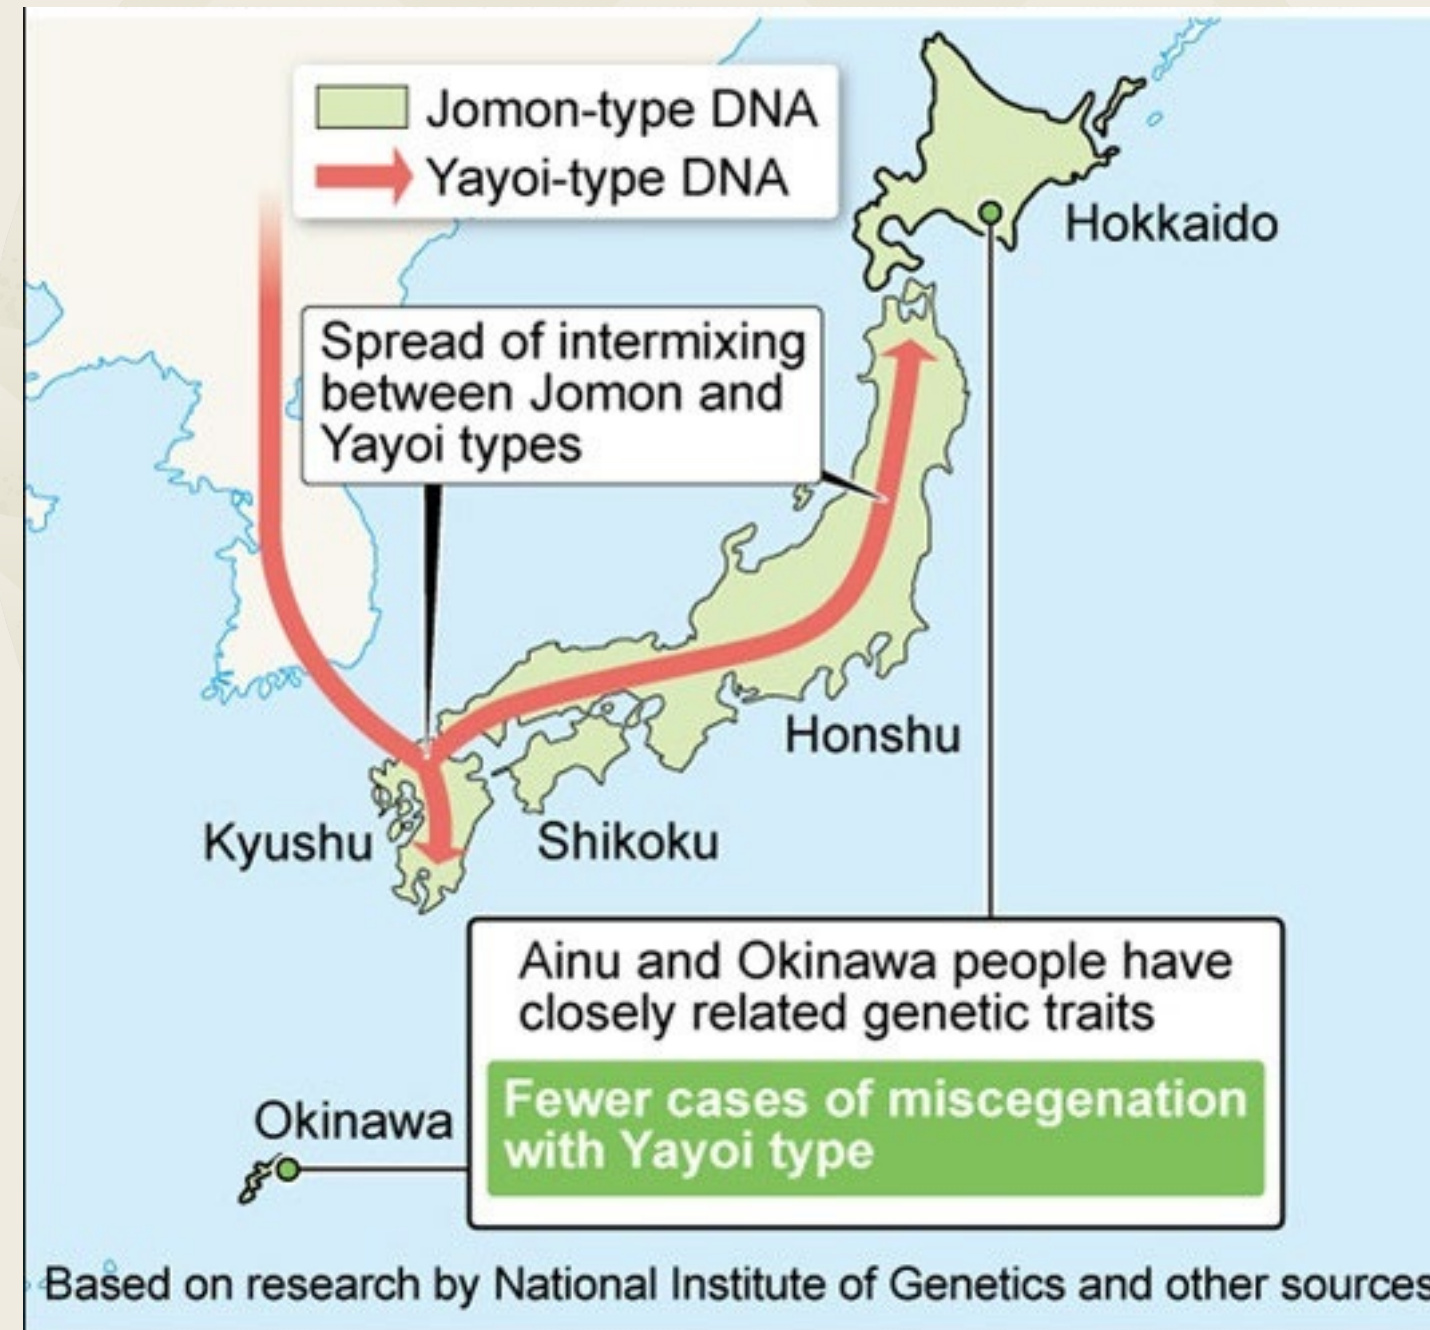 Jomon-type DNA
Yayoi-type DNA
Hokkaido
Spread of intermixing
between Jomon and
Yayoi types
Honshu
Kyushu
Shikoku
Ainu and Okinawa people have
closely related genetic traits
Fewer cases of miscegenation
with Yayoi type
Okinawa
Based on research by National Institute of Genetics and other sources